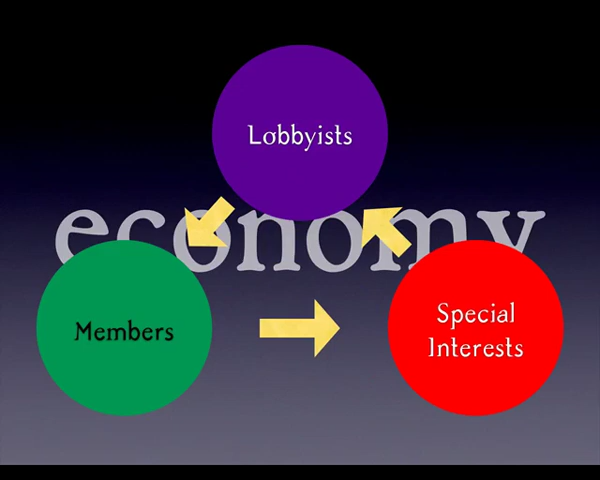 Lobbyists
economy
Members
Special
Interests